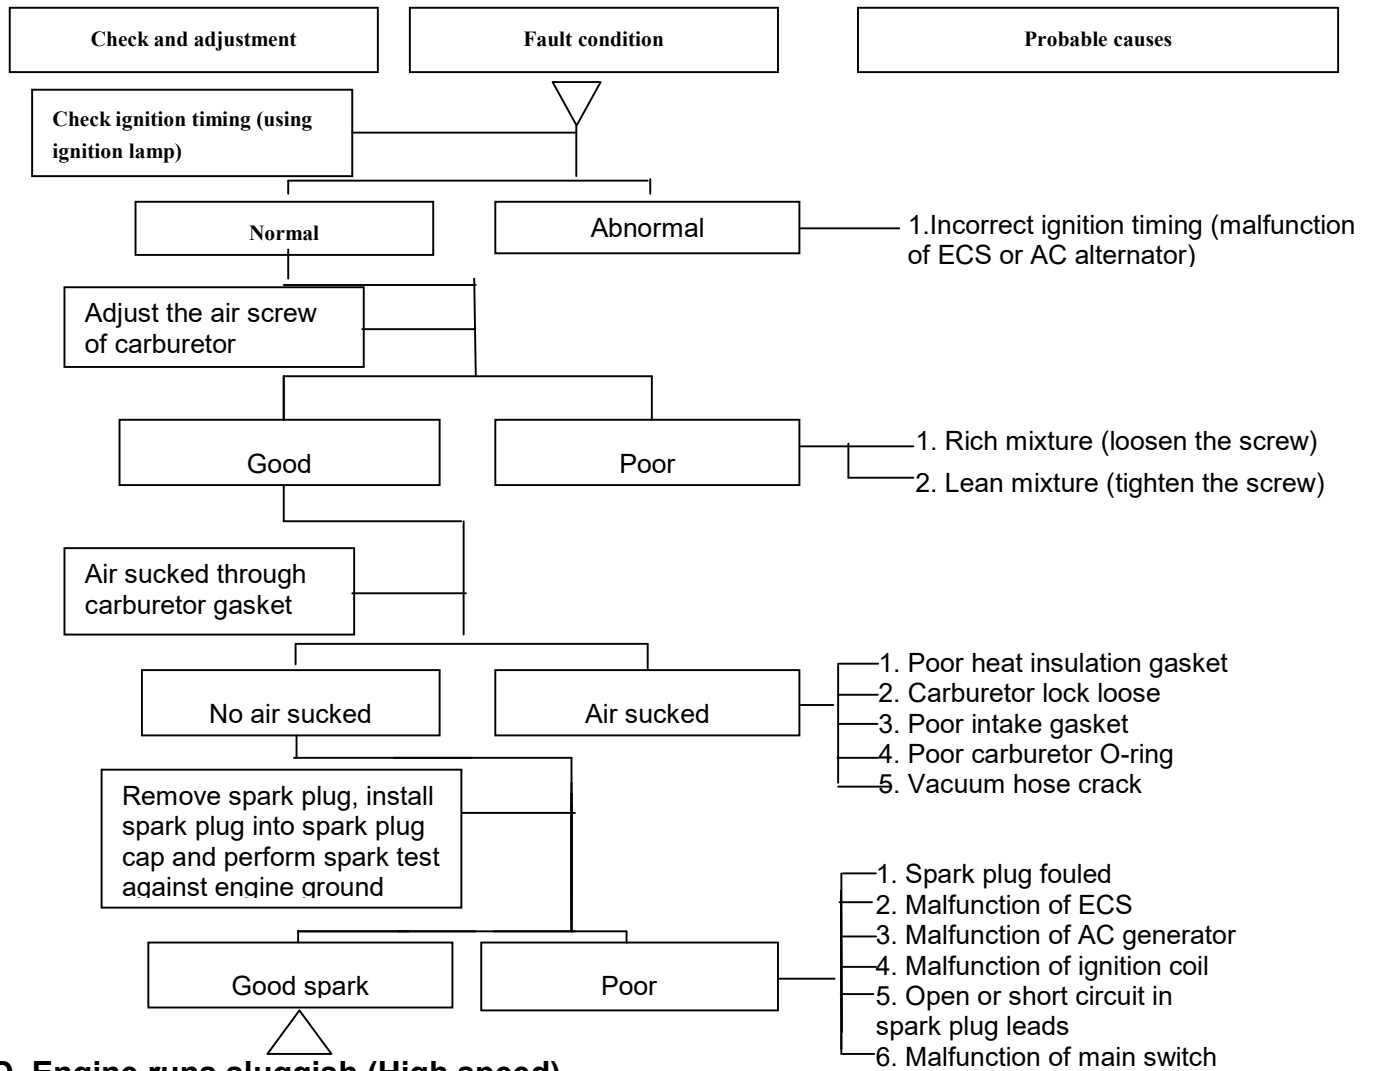 Check and adjustment
Fault condition
Probable causes
Check ignition timing (using
ignition lamp)
Normal
Abnormal
1.Incorrect ignition timing (malfunction
of ECS or AC alternator)
Adjust the air screw
of carburetor
Good
Poor
1. Rich mixture (loosen the screw)
2. Lean mixture (tighten the screw)
Air sucked through
carburetor gasket
No air sucked
Air sucked
1. Poor heat insulation gasket
2. Carburetor lock loose
3. Poor intake gasket
4. Poor carburetor O-ring
5. Vacuum hose crack
Remove spark plug, install
spark plug into spark plug
cap and perform spark test
against engine ground
Good spark
Poor
1. Spark plug fouled
2. Malfunction of ECS
3. Malfunction of AC generator
4. Malfunction of ignition coil
5. Open or short circuit in
spark plug leads
6. Malfunction of main switch
Engine runs sluggish (High speed)